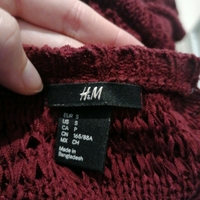 H&M
EUR S
US S
CA P
CN 165/88A
MX CH
Made in
Bangladesh